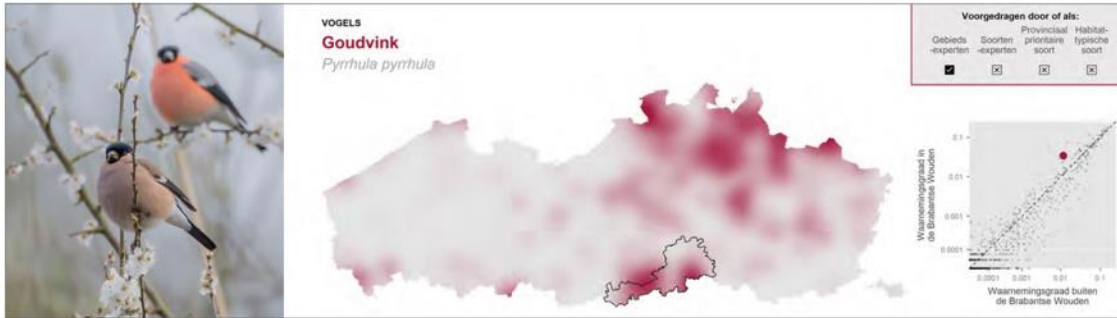 VOGELS
Goudvink
Pyrrhula pyrrhula
Voorgedragen door of als:
Gebieds
-experten
Soorten
-experten
Provinciaal
prioritaire
soort
Habitat-
typische
soort
Waarnemingsgraad in
de Brabantse Wouden
0.1
0.01
0.001
0.0001
0.0001
0.001
0.01
0.1
Waarnemingsgraad buiten
de Brabantse Wouden